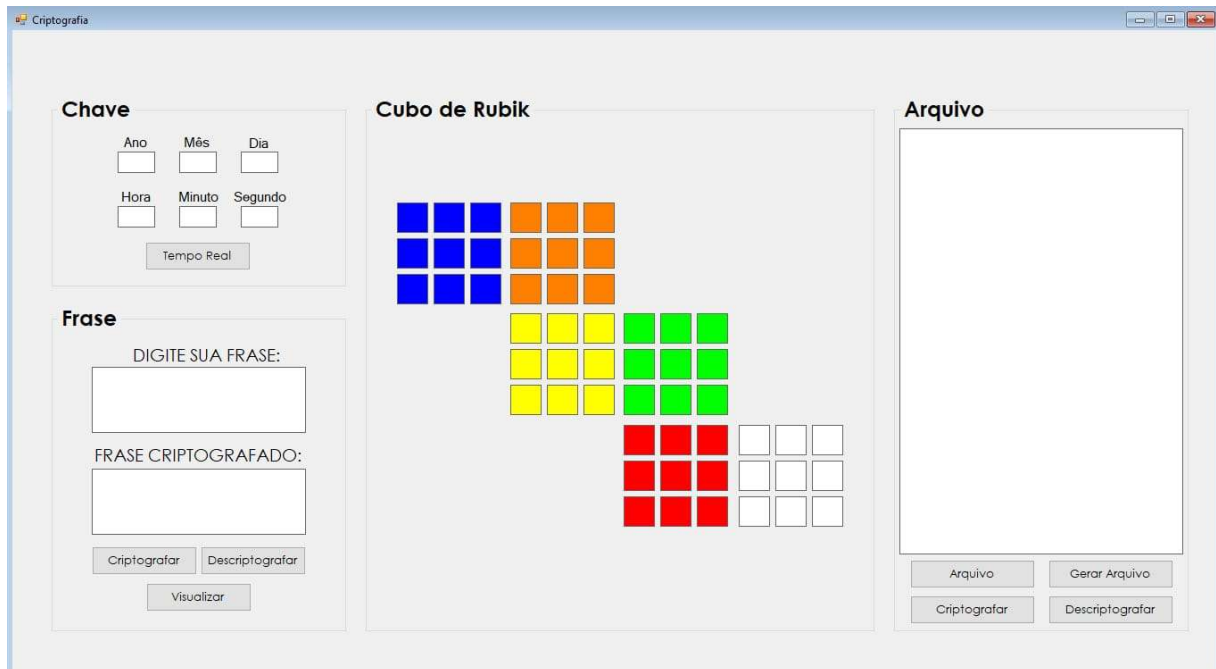 Criptografia
Chave
Ano Mês Dia
Hora Minuto Segundo
Tempo Real
Frase
DIGITE SUA FRASE:
FRASE CRIPTOGRAFADO:
Criptografar Descriptografar
Visualizar
Cubo de Rubik
Arquivo
Arquivo Gerar Arquivo
Criptografar Descriptografar